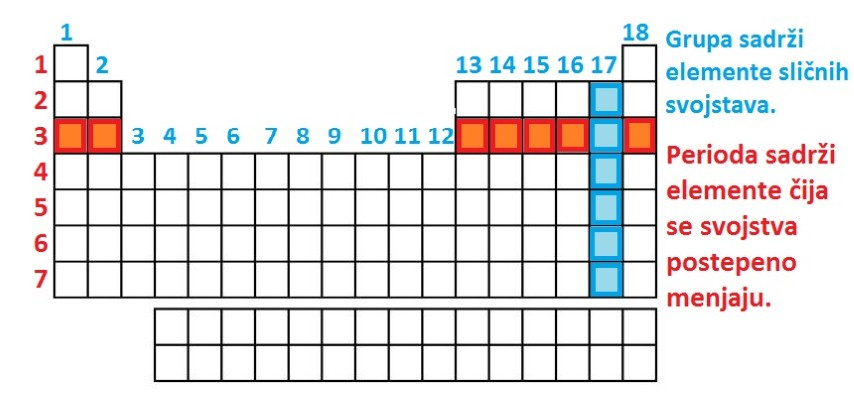 1 18
Grupa sadrži
elemente sličnih
svojstava.
1 2 13 14 15 16 17
2
3 3 4 5 6 7 8 9 10 11 12
4
5
6
7
Perioda sadrži
elemente čija
se svojstva
postepeno
menjaju.